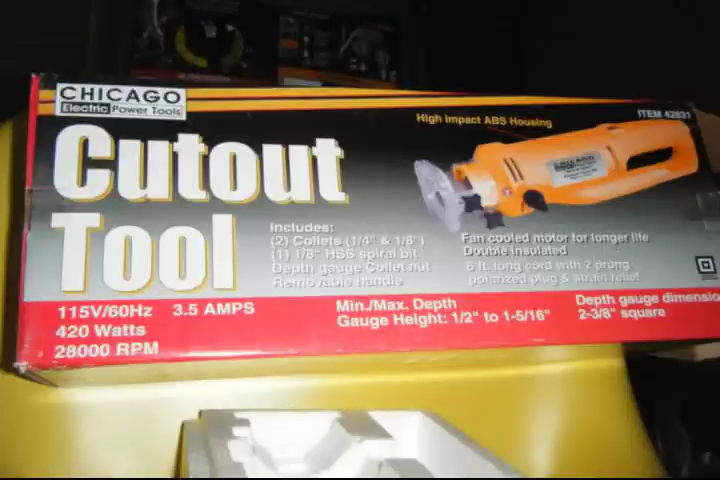 CHICAGO
Electric Power Tools
Cutout
Tool
High impact ABS Housing
ITEM 42831
CHICAGO
Includes:
(2) Collets (1/4" & 1/8")
(1) 1/8" HSS spiral bit
Depth gauge Collet nut
Removable handle
Fan cooled motor for longer life
Double insulated
6 ft. long cord with 2 prong
polarized plug & strain relief
115V/60Hz 3.5 AMPS
420 Watts
28000 RPM
Min./Max. Depth
Gauge Height: 1/2" to 1-5/16"
Depth gauge dimensio
2-3/8" square